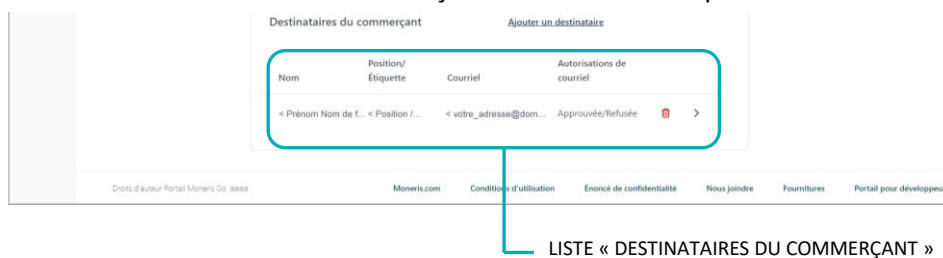 Destinataires du commerçant Ajouter un destinataire
Position/ Autorisations de
Nom Étiquette Courriel courriel
< Prénom Nom de f... < Position /... < votre_adresse@dom... Approuvée/Refusée
Droits d'auteur Portail Moneris Go aaaa Moneris.com Conditions d'utilisation Énoncé de confidentialité Nous joindre Fournitures Portail pour développeu
LISTE « DESTINATAIRES DU COMMERÇANT »